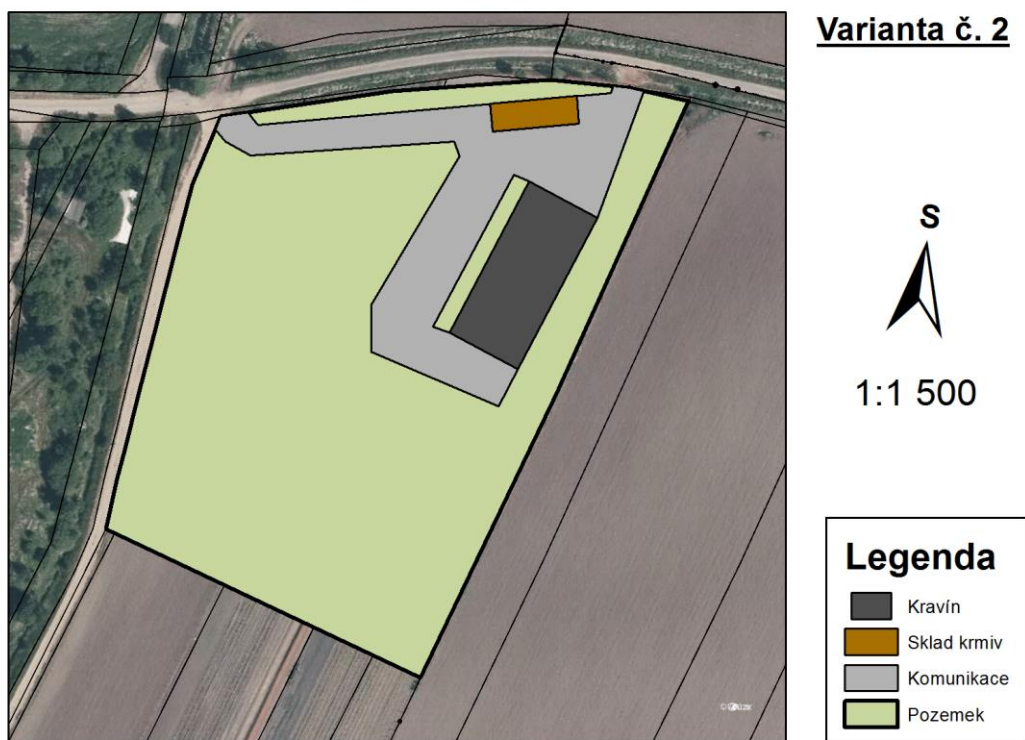 Varianta č. 2
S
1:1 500
Legenda
Kravín
Sklad krmiv
Komunikace
Pozemek